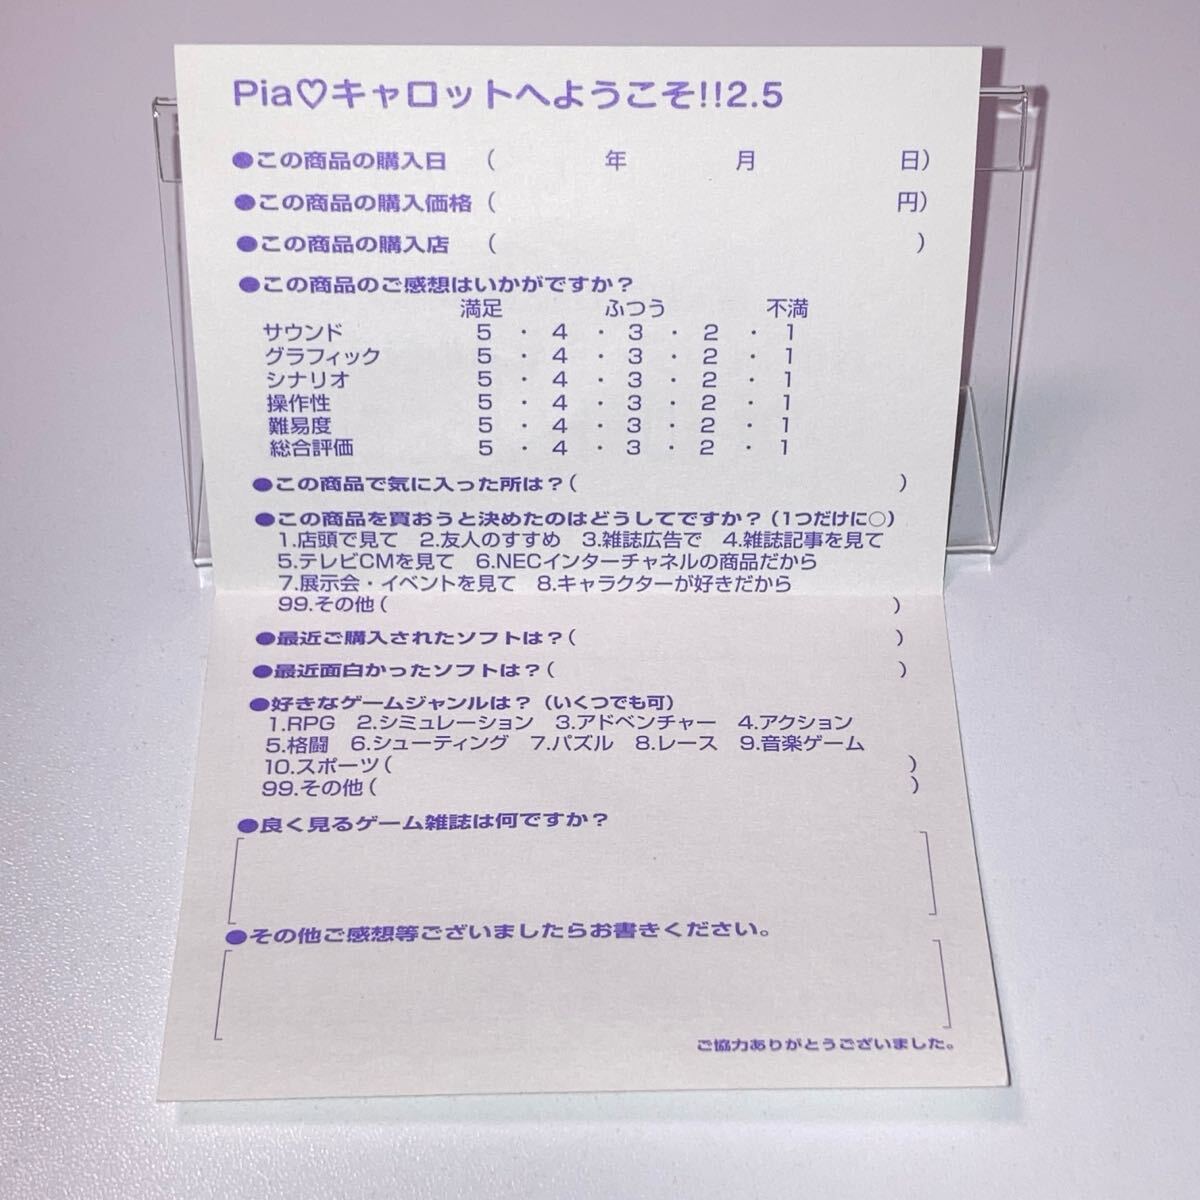 Pia♡キャロットへようこそ!!2.5
●この商品の購入日 ( 年 月 日)
●この商品の購入価格 ( 円)
●この商品の購入店 ( )
●この商品のご感想はいかがですか?
満足 ふつう 不満
サウンド 5 ・ 4 ・ 3 ・ 2 ・ 1
グラフィック 5 ・ 4 ・ 3 ・ 2 ・ 1
シナリオ 5 ・ 4 ・ 3 ・ 2 ・ 1
操作性 5 ・ 4 ・ 3 ・ 2 ・ 1
難易度 5 ・ 4 ・ 3 ・ 2 ・ 1
総合評価 5 ・ 4 ・ 3 ・ 2 ・ 1
●この商品で気に入った所は?( )
●この商品を買おうと決めたのはどうしてですか?(1つだけに○)
1.店頭で見て 2.友人のすすめ 3.雑誌広告で 4.雑誌記事を見て
5.テレビCMを見て 6.NECインターチャネルの商品だから
7.展示会・イベントを見て 8.キャラクターが好きだから
99.その他( )
●最近ご購入されたソフトは?( )
●最近面白かったソフトは?( )
●好きなゲームジャンルは?(いくつでも可)
1.RPG 2.シミュレーション 3.アドベンチャー 4.アクション
5.格闘 6.シューティング 7.パズル 8.レース 9.音楽ゲーム
10.スポーツ( )
99.その他( )
●良く見るゲーム雑誌は何ですか?
●その他ご感想等ございましたらお書きください。
ご協力ありがとうございました。